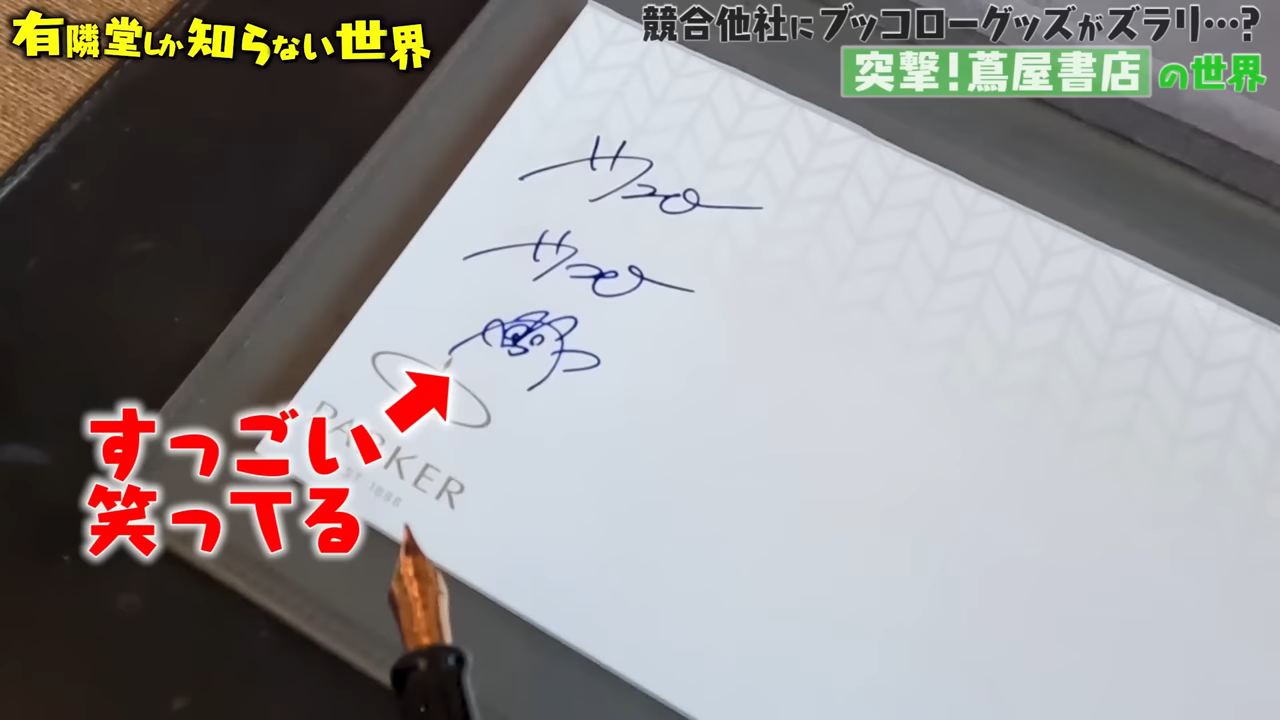 有隣堂しか知らない世界
競合他社にブッコローグッズがズラリ…?
突撃!蔦屋書店の世界
すっごい
笑ってる
PARKER